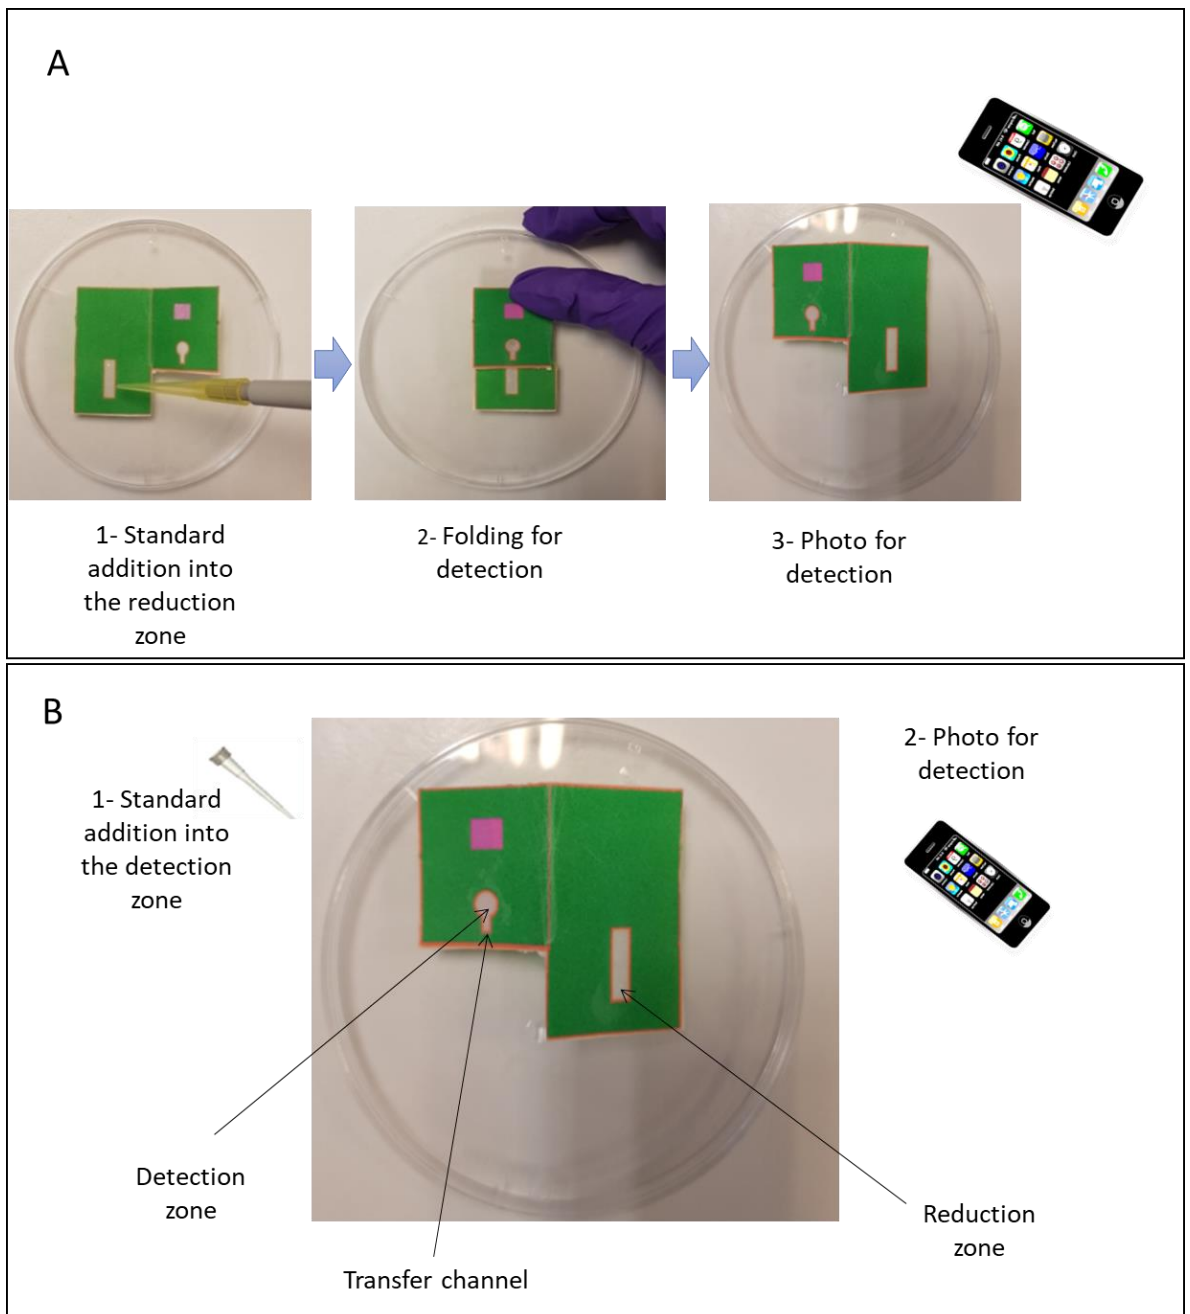 A
1- Standard
addition into
the reduction
zone
2- Folding for
detection
3- Photo for
detection
B
1- Standard
addition into
the detection
zone
2- Photo for
detection
Detection
zone
Transfer channel
Reduction
zone